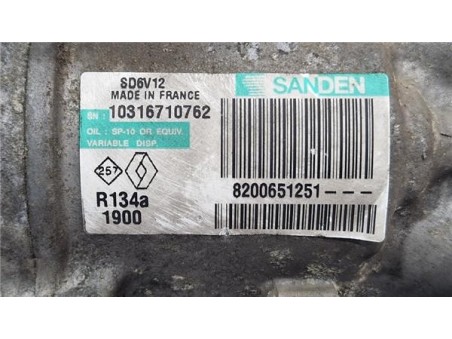 SD6V12
MADE IN FRANCE
SANDEN
SN : 10316710762
OIL : SP-10 OR EQUIV.
VARIABLE DISP.
257
8200651251---
R134a
1900